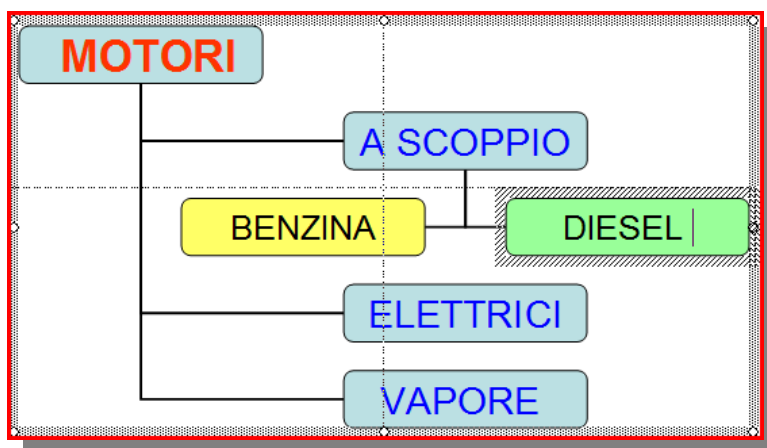 MOTORI
A SCOPPIO
BENZINA
DIESEL
ELETTRICI
VAPORE